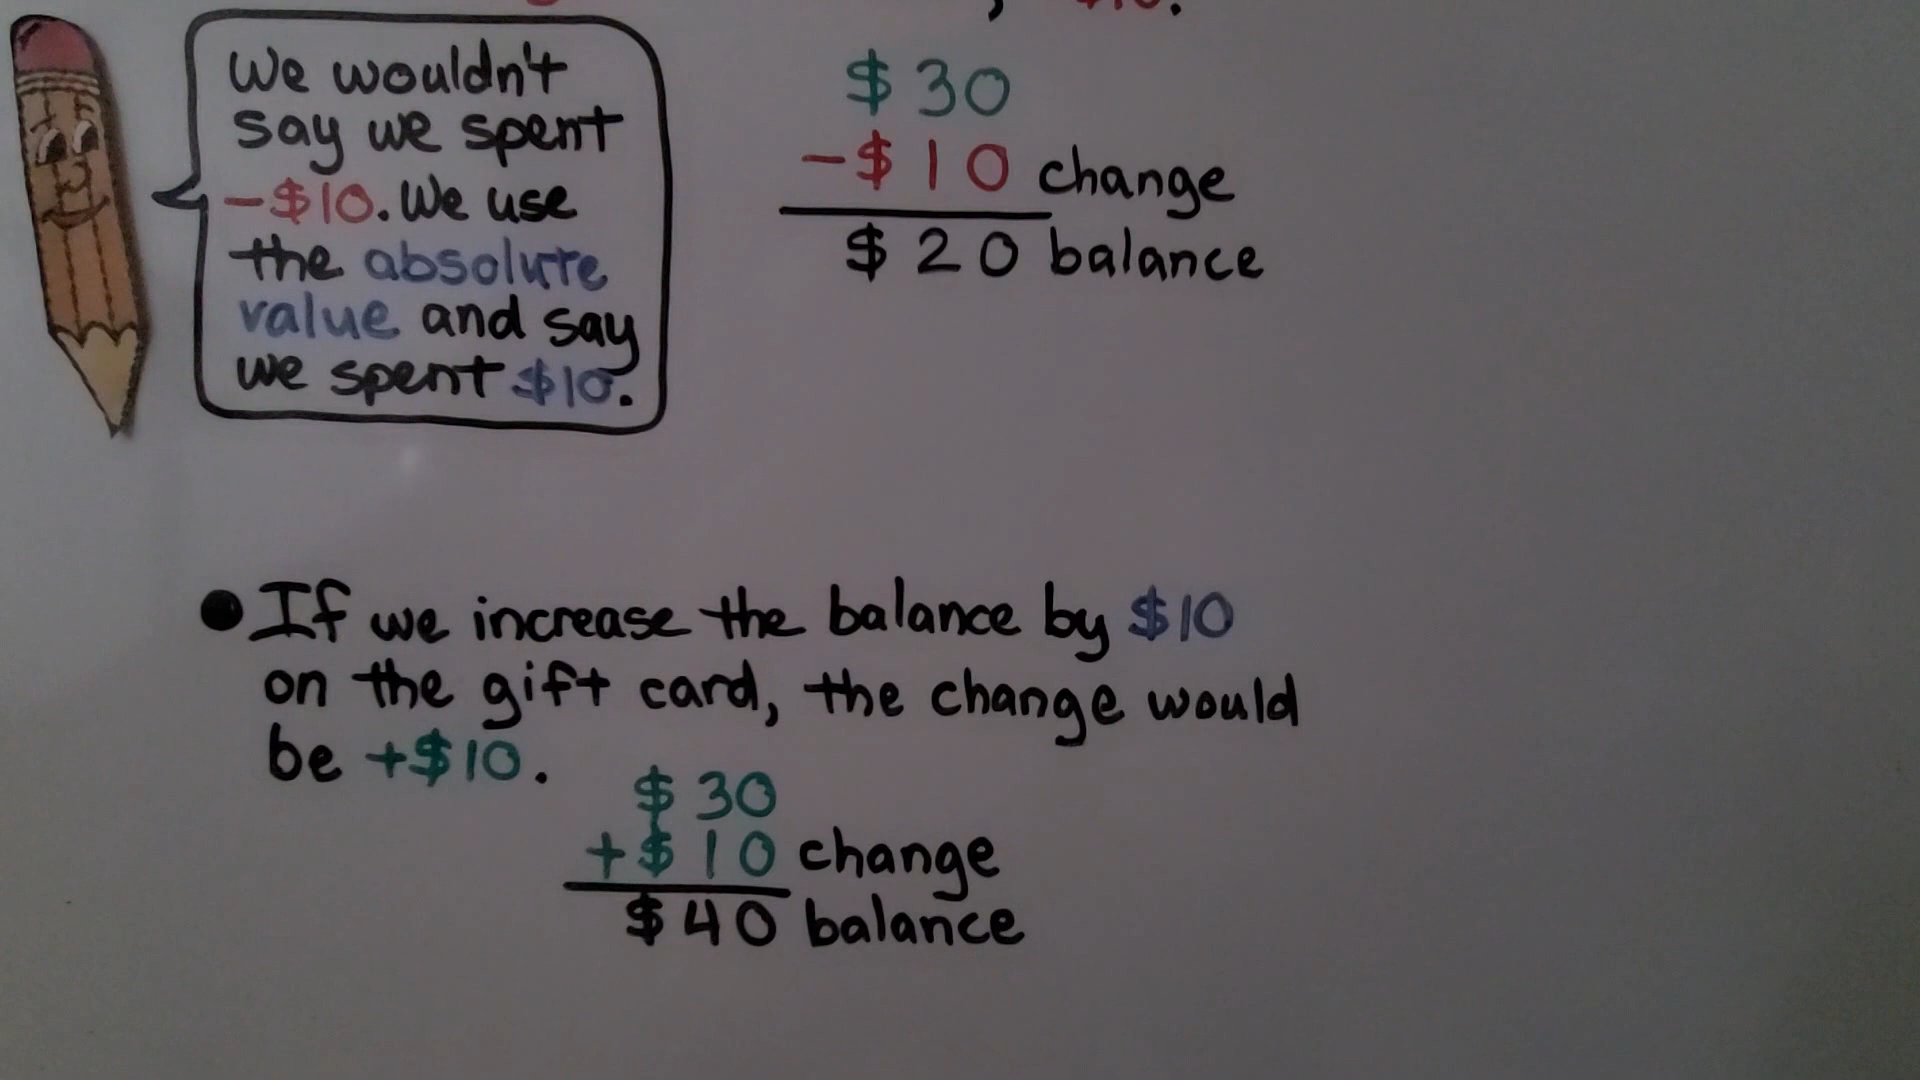 We wouldn't
say we spent
-$10. We use
the absolute
value and say
we spent $10.
$30
-$10 change
$20 balance
● If we increase the balance by $10
on the gift card, the change would
be +$10.
$30
+$10 change
$40 balance